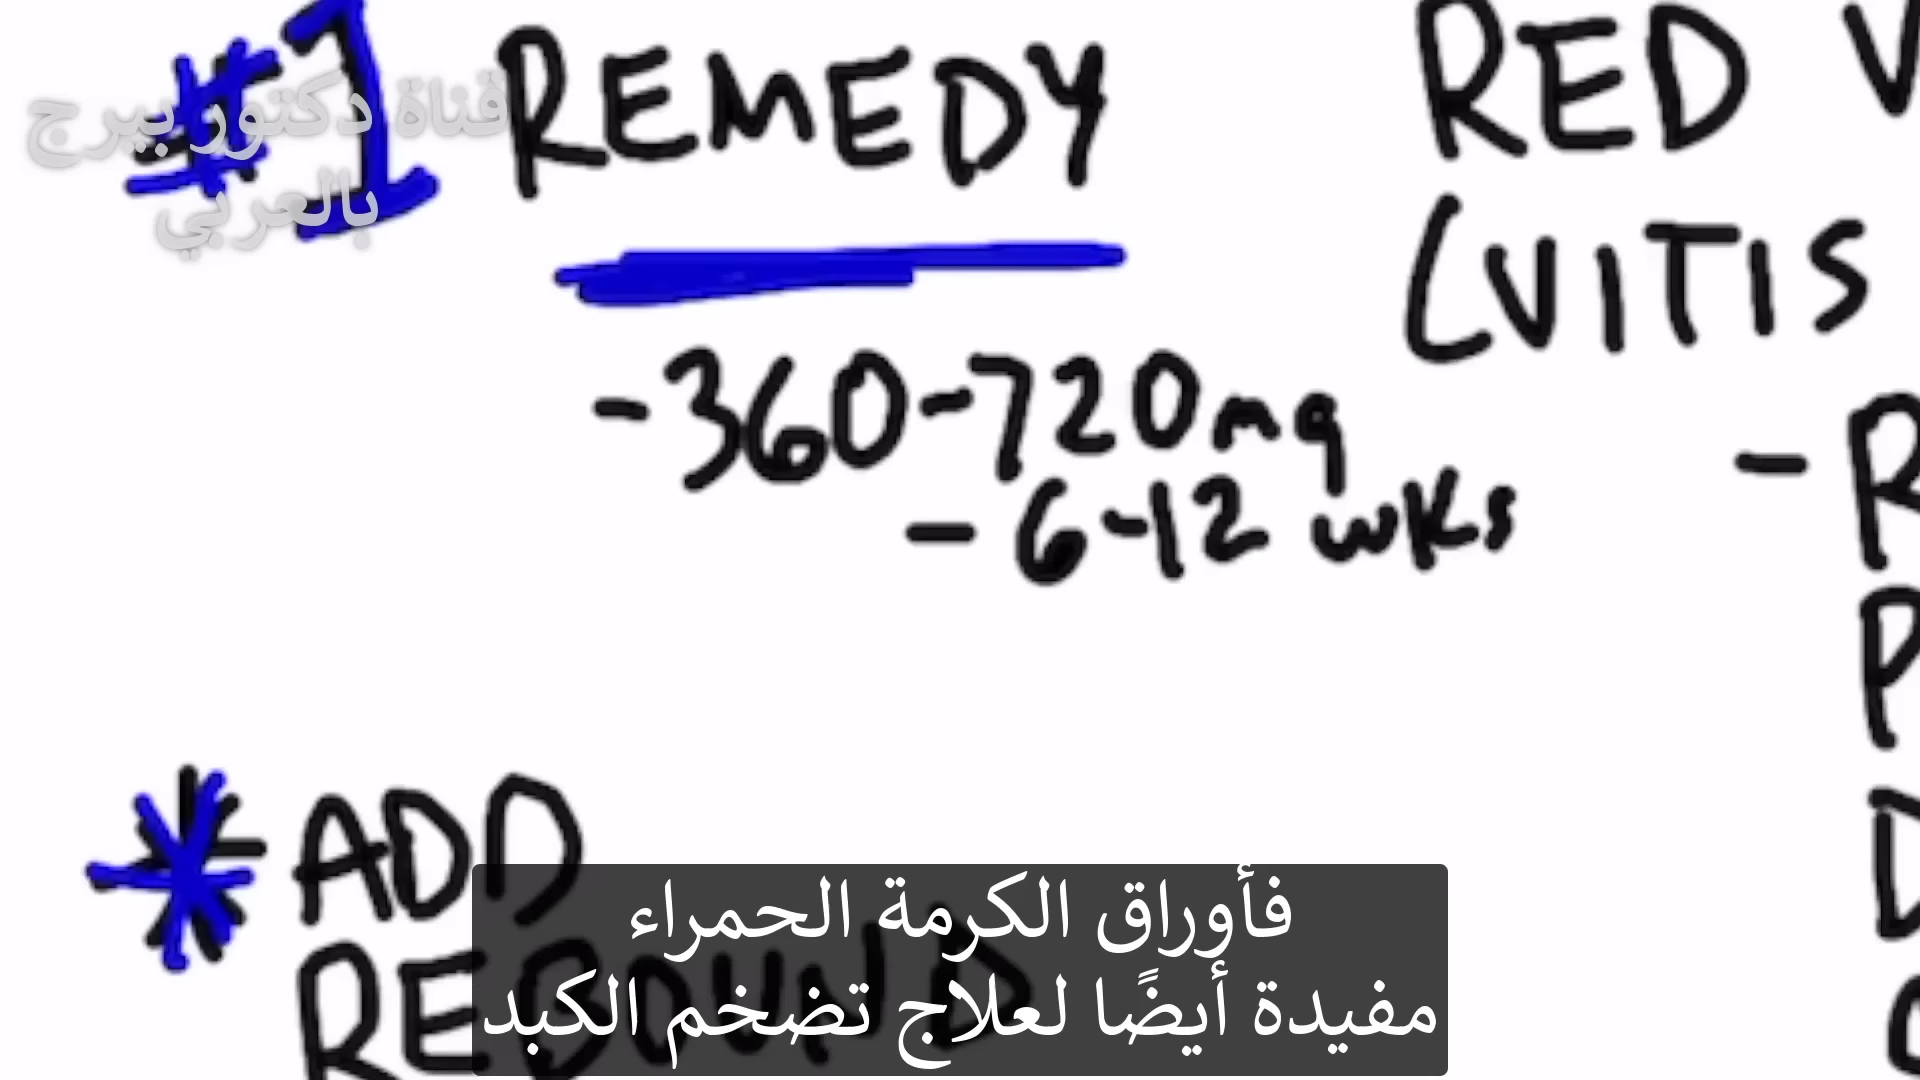 #1 REMEDY
قناة دكتور بيرج
بالعربي
-360-720mg
- 6-12 wks
RED
(VITIS
* ADD
REBOUND
فأوراق الكرمة الحمراء
مفيدة أيضًا لعلاج تضخم الكبد